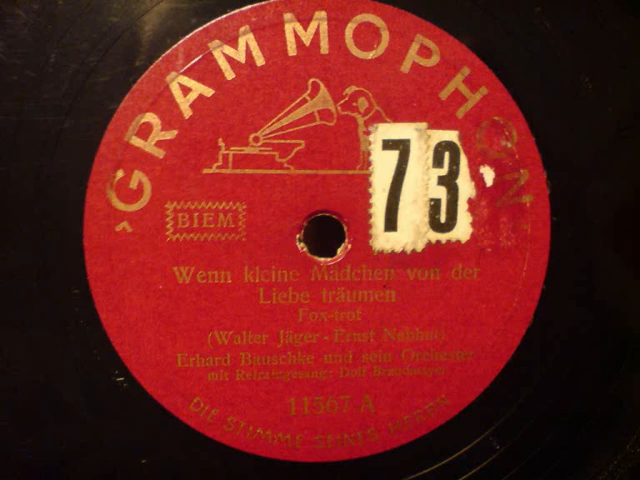 GRAMMOPHON
73
BIEM
Wenn kleine Mädchen von der
Liebe träumen
Fox-trot
(Walter Jäger - Ernst Nebhut)
Erhard Bauschke und sein Orchester
mit Refraingesang: Dolf Brandmayer
11567 A
DIE STIMME SEINES HERRN